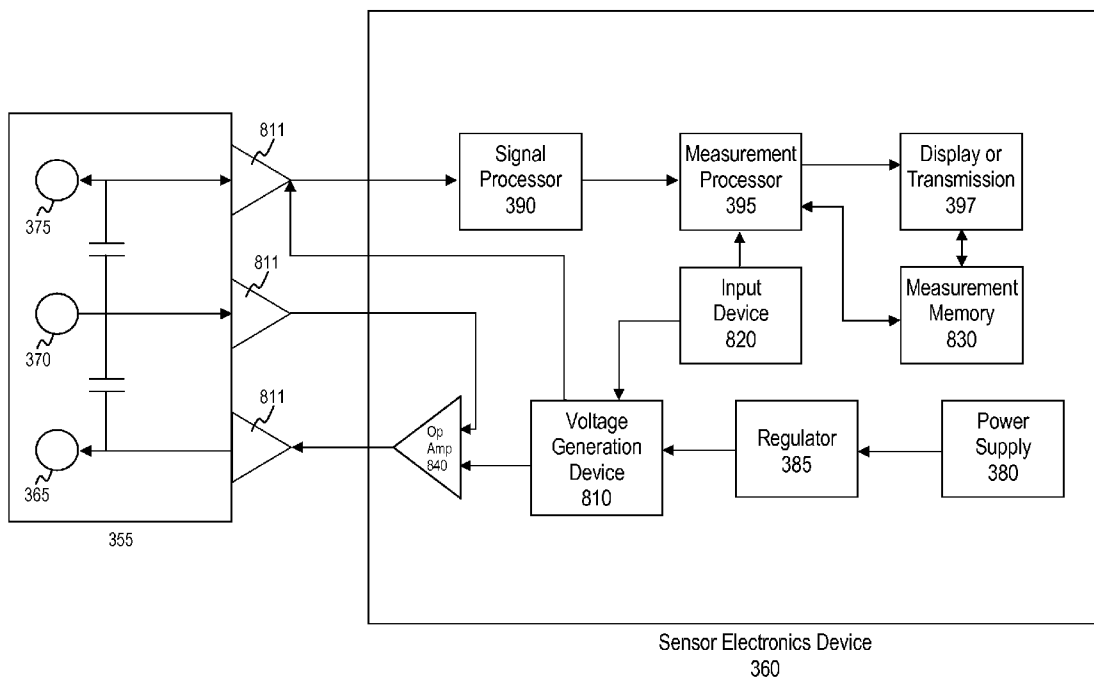 811
375
811
370
811
365
355
Signal
Processor
390
Measurement
Processor
395
Display or
Transmission
397
Input
Device
820
Measurement
Memory
830
Op
Amp
840
Voltage
Generation
Device
810
Regulator
385
Power
Supply
380
Sensor Electronics Device
360